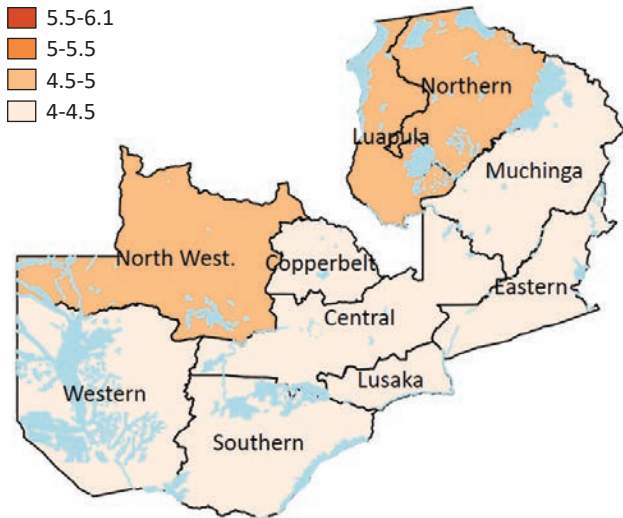 5.5-6.1
5-5.5
4.5-5
4-4.5
Northern
Luapula
Muchinga
North West.
Copperbelt
Eastern
Central
Lusaka
Western
Southern